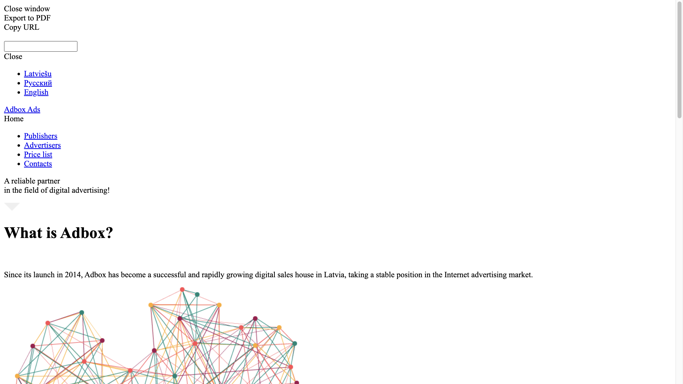 Close window
Export to PDF
Copy URL
Close
Latviešu
Русский
English
Adbox Ads
Home
Publishers
Advertisers
Price list
Contacts
A reliable partner
in the field of digital advertising!
What is Adbox?
Since its launch in 2014, Adbox has become a successful and rapidly growing digital sales house in Latvia, taking a stable position in the Internet advertising market.